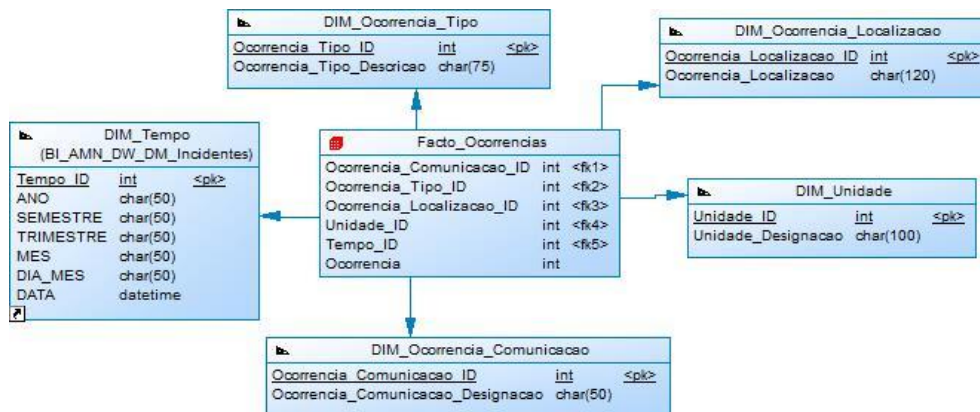 DIM_Ocorrencia_Tipo
Ocorrencia_Tipo_ID int <pk>
Ocorrencia_Tipo_Descricao char(75)
DIM_Ocorrencia_Localizacao
Ocorrencia_Localizacao_ID int <pk>
Ocorrencia_Localizacao char(120)
DIM_Tempo
(BI_AMN_DW_DM_Incidentes)
Tempo_ID int <pk>
ANO char(50)
SEMESTRE char(50)
TRIMESTRE char(50)
MES char(50)
DIA_MES char(50)
DATA datetime
Facto_Ocorrencias
Ocorrencia_Comunicacao_ID int <fk1>
Ocorrencia_Tipo_ID int <fk2>
Ocorrencia_Localizacao_ID int <fk3>
Unidade_ID int <fk4>
Tempo_ID int <fk5>
Ocorrencia int
DIM_Unidade
Unidade_ID int <pk>
Unidade_Designacao char(100)
DIM_Ocorrencia_Comunicacao
Ocorrencia_Comunicacao_ID int <pk>
Ocorrencia_Comunicacao_Designacao char(50)